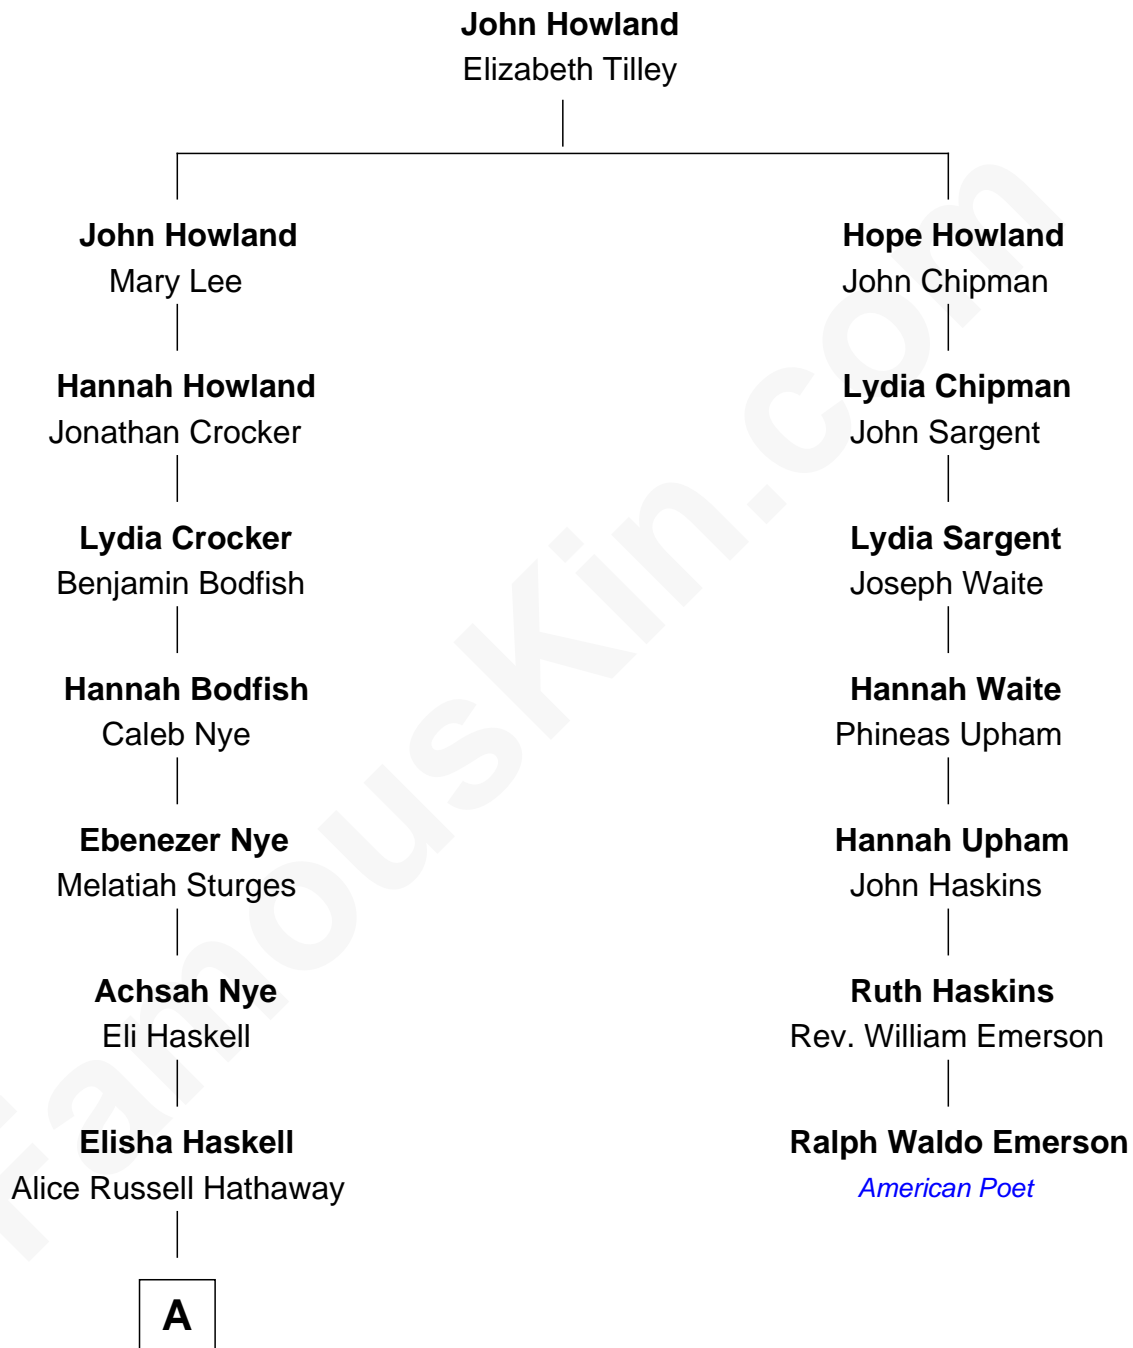 John Howland
Elizabeth Tilley
John Howland
Mary Lee
Hope Howland
John Chipman
Hannah Howland
Jonathan Crocker
Lydia Chipman
John Sargent
Lydia Crocker
Benjamin Bodfish
Lydia Sargent
Joseph Waite
Hannah Bodfish
Caleb Nye
Hannah Waite
Phineas Upham
Ebenezer Nye
Melatiah Sturges
Hannah Upham
John Haskins
Achsah Nye
Eli Haskell
Ruth Haskins
Rev. William Emerson
Elisha Haskell
Alice Russell Hathaway
Ralph Waldo Emerson
American Poet
A
FamousKin.com